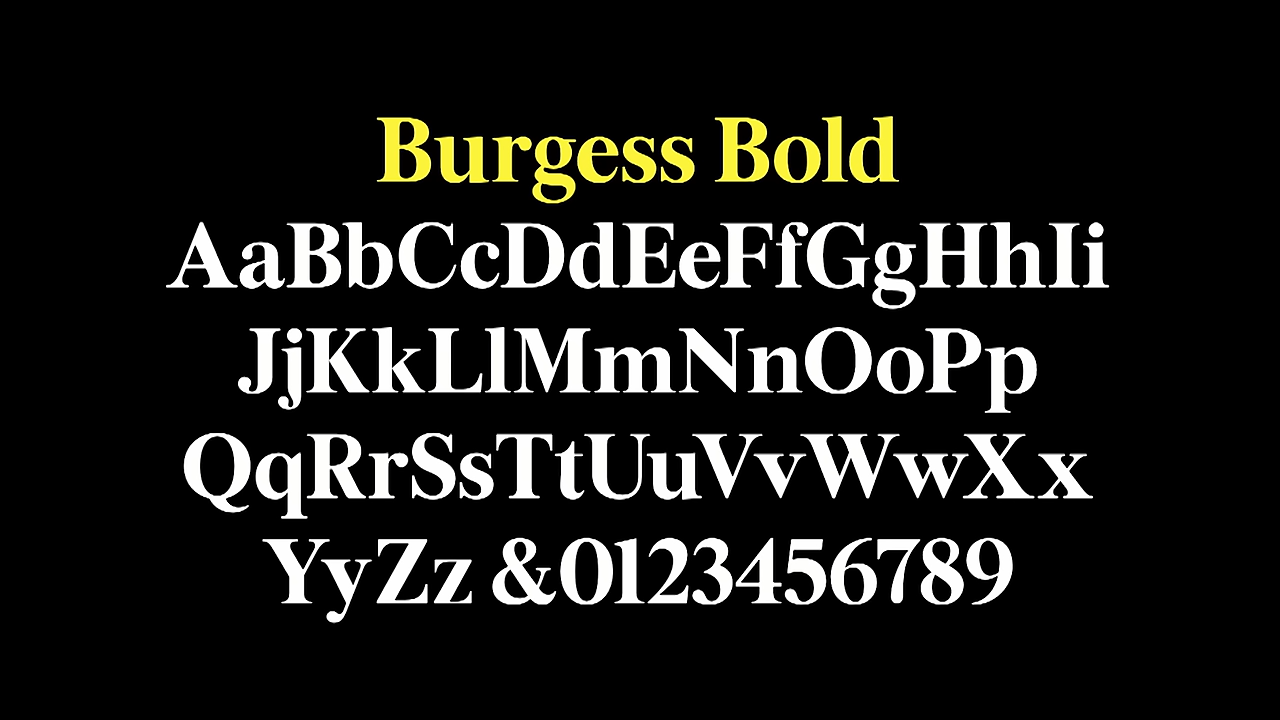 Burgess Bold
AaBbCcDdEeFfGgHhIi
JjKkLlMmNnOoPp
QqRrSsTtUuVvWwXx
YyZz &0123456789